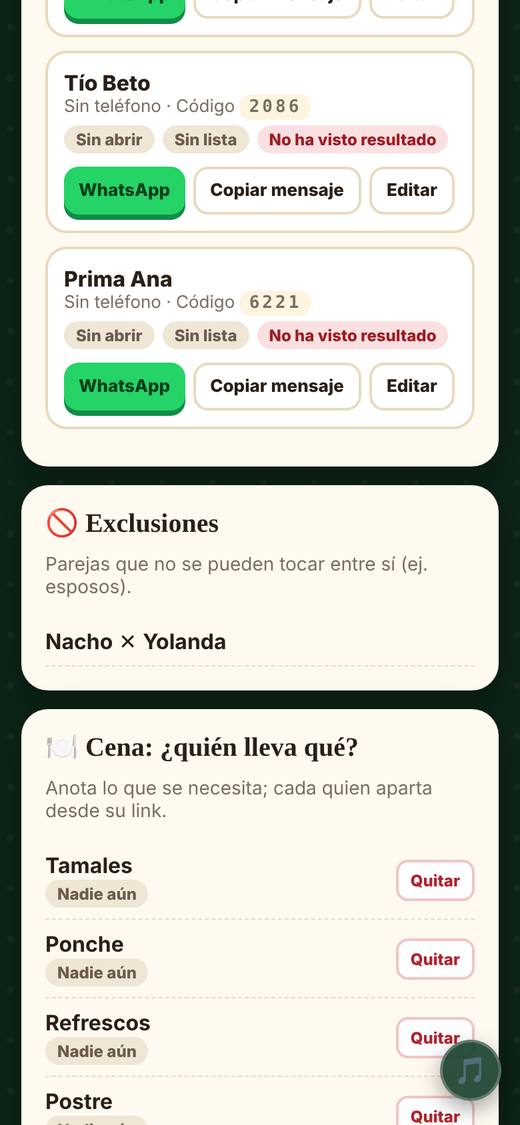 Tío Beto
Sin teléfono · Código 2086
Sin abrir Sin lista No ha visto resultado
WhatsApp Copiar mensaje Editar
Prima Ana
Sin teléfono · Código 6221
Sin abrir Sin lista No ha visto resultado
WhatsApp Copiar mensaje Editar
🚫 Exclusiones
Parejas que no se pueden tocar entre sí (ej.
esposos).
Nacho ✕ Yolanda
🍽️ Cena: ¿quién lleva qué?
Anota lo que se necesita; cada quien aparta
desde su link.
Tamales
Nadie aún
Quitar
Ponche
Nadie aún
Quitar
Refrescos
Nadie aún
Quitar
Postre
Quitar